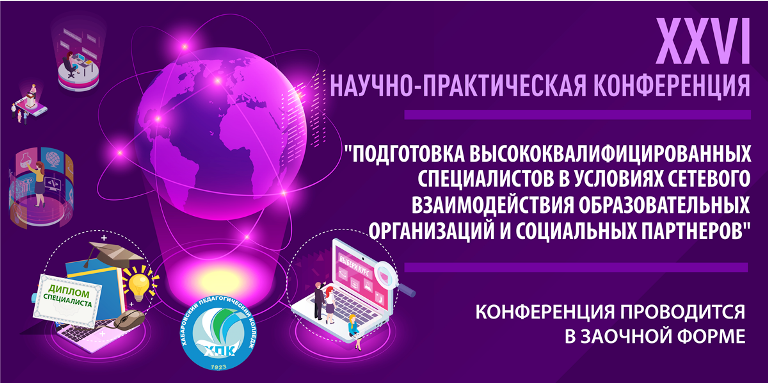 XXVI
НАУЧНО-ПРАКТИЧЕСКАЯ КОНФЕРЕНЦИЯ
"ПОДГОТОВКА ВЫСОКОКВАЛИФИЦИРОВАННЫХ
СПЕЦИАЛИСТОВ В УСЛОВИЯХ СЕТЕВОГО
ВЗАИМОДЕЙСТВИЯ ОБРАЗОВАТЕЛЬНЫХ
ОРГАНИЗАЦИЙ И СОЦИАЛЬНЫХ ПАРТНЕРОВ"
КОНФЕРЕНЦИЯ ПРОВОДИТСЯ
В ЗАОЧНОЙ ФОРМЕ
ДИПЛОМ
СПЕЦИАЛИСТА
ХАБАРОВСКИЙ ПЕДАГОГИЧЕСКИЙ КОЛЛЕДЖ
ХПК
1923